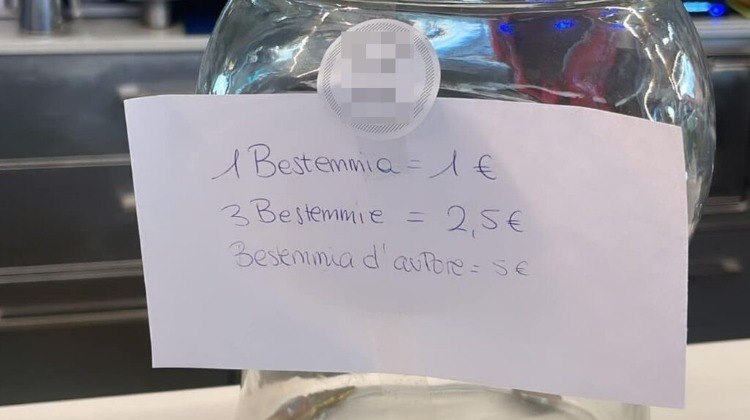 1 Bestemmia = 1 €
3 Bestemmie = 2,5 €
Bestemmia d'autore = 5 €